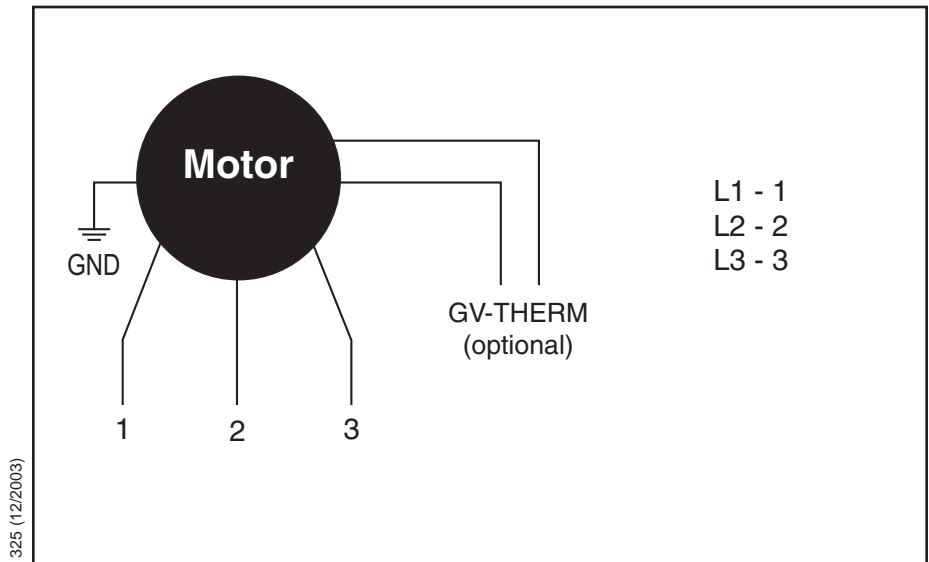 Motor
GND
1
2
3
GV-THERM
(optional)
L1 - 1
L2 - 2
L3 - 3
325 (12/2003)